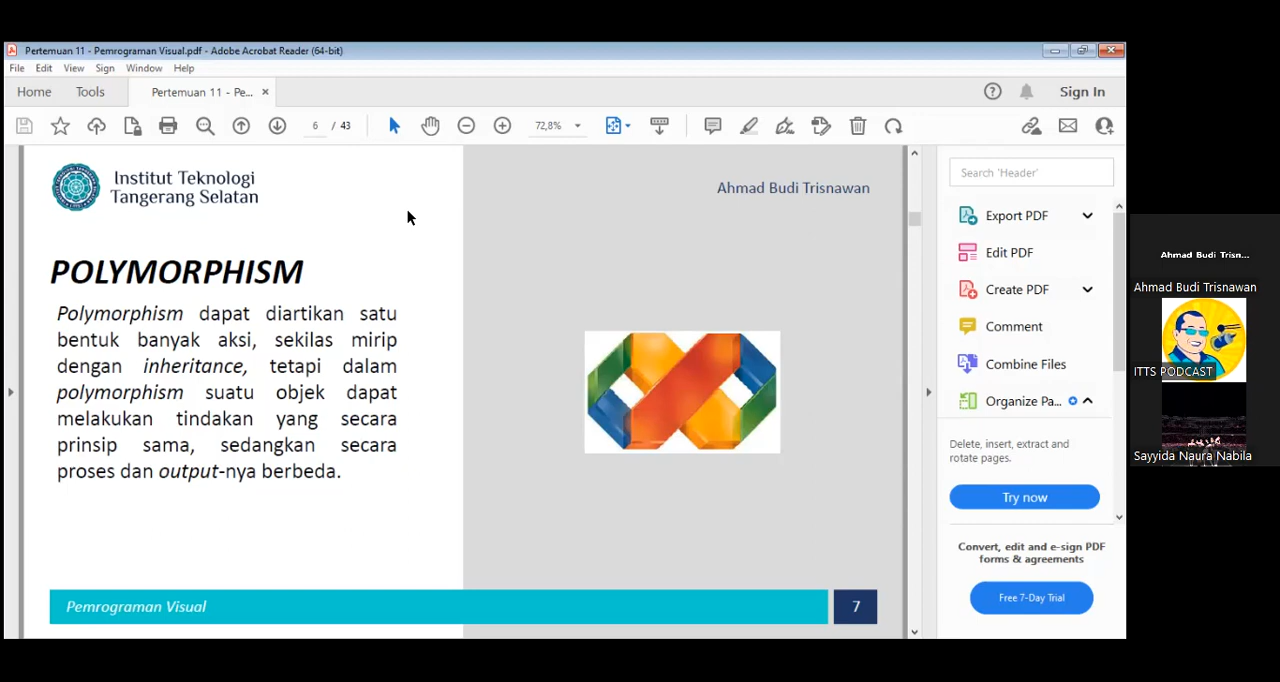 Pertemuan 11 - Pemrograman Visual.pdf - Adobe Acrobat Reader (64-bit)
File Edit View Sign Window Help
Home Tools Pertemuan 11 - Pe... ×
6 / 43 72,8%
Sign In
Institut Teknologi
Tangerang Selatan
Ahmad Budi Trisnawan
POLYMORPHISM
Polymorphism dapat diartikan satu
bentuk banyak aksi, sekilas mirip
dengan inheritance, tetapi dalam
polymorphism suatu objek dapat
melakukan tindakan yang secara
prinsip sama, sedangkan secara
proses dan output-nya berbeda.
Pemrograman Visual
7
Search 'Header'
Export PDF
Edit PDF
Create PDF
Comment
Combine Files
Organize Pa...
Delete, insert, extract and
rotate pages.
Try now
Convert, edit and e-sign PDF
forms & agreements
Free 7-Day Trial
Ahmad Budi Trisn...
Ahmad Budi Trisnawan
ITTS PODCAST
Sayyida Naura Nabila